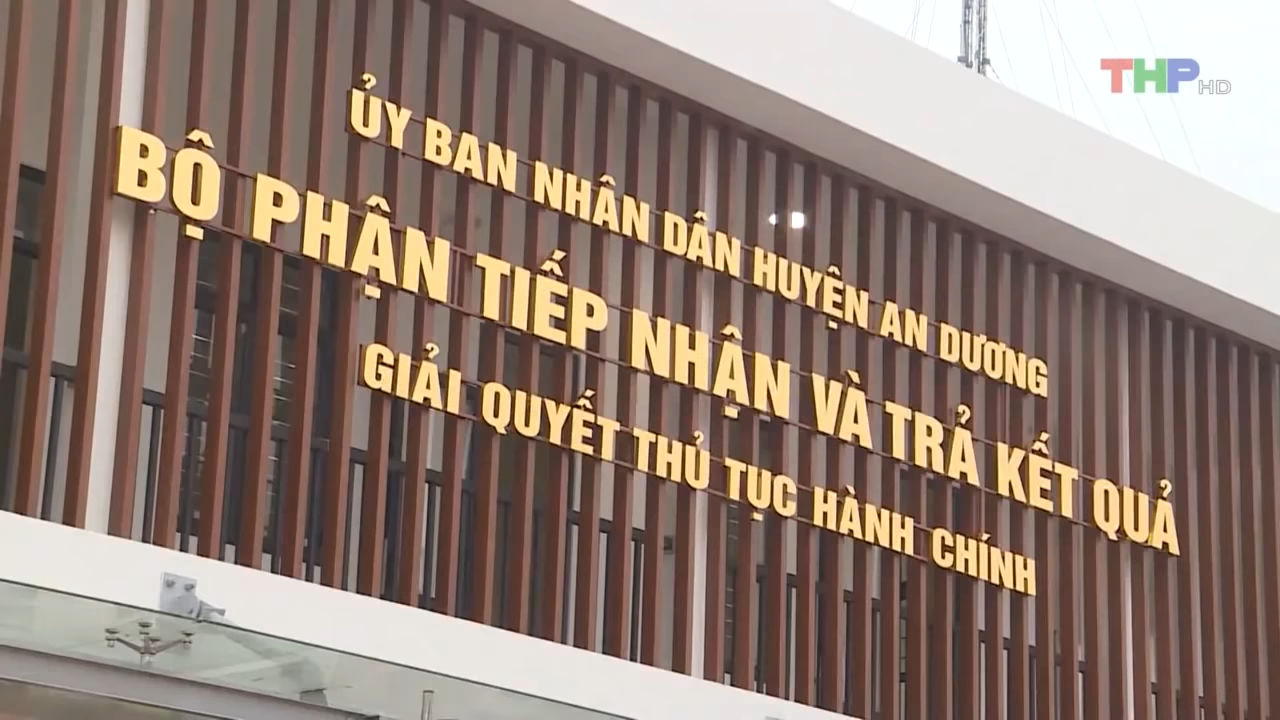 THP HD
ỦY BAN NHÂN DÂN HUYỆN AN DƯƠNG
BỘ PHẬN TIẾP NHẬN VÀ TRẢ KẾT QUẢ
GIẢI QUYẾT THỦ TỤC HÀNH CHÍNH